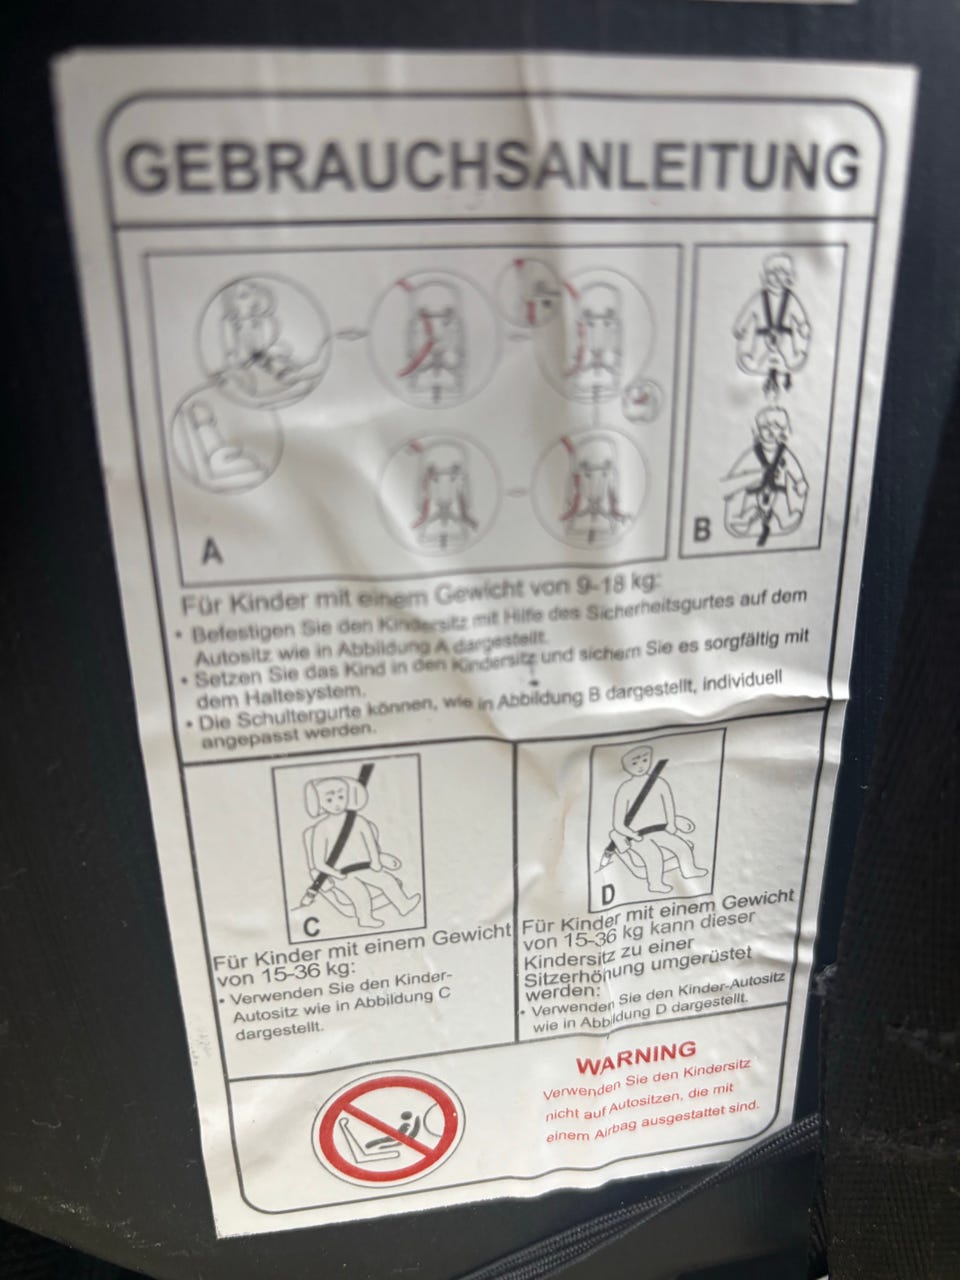 GEBRAUCHSANLEITUNG
A
B
Für Kinder mit einem Gewicht von 9-18 kg:
• Befestigen Sie den Kindersitz mit Hilfe des Sicherheitsgurtes auf dem
Autositz wie in Abbildung A dargestellt.
• Setzen Sie das Kind in den Kindersitz und sichern Sie es sorgfältig mit
dem Haltesystem.
• Die Schultergurte können, wie in Abbildung B dargestellt, individuell
angepasst werden.
C
Für Kinder mit einem Gewicht
von 15-36 kg:
• Verwenden Sie den Kinder-
Autositz wie in Abbildung C
dargestellt.
D
Für Kinder mit einem Gewicht
von 15-36 kg kann dieser
Kindersitz zu einer
Sitzerhöhung umgerüstet
werden:
• Verwenden Sie den Kinder-Autositz
wie in Abbildung D dargestellt.
WARNING
Verwenden Sie den Kindersitz
nicht auf Autositzen, die mit
einem Airbag ausgestattet sind.